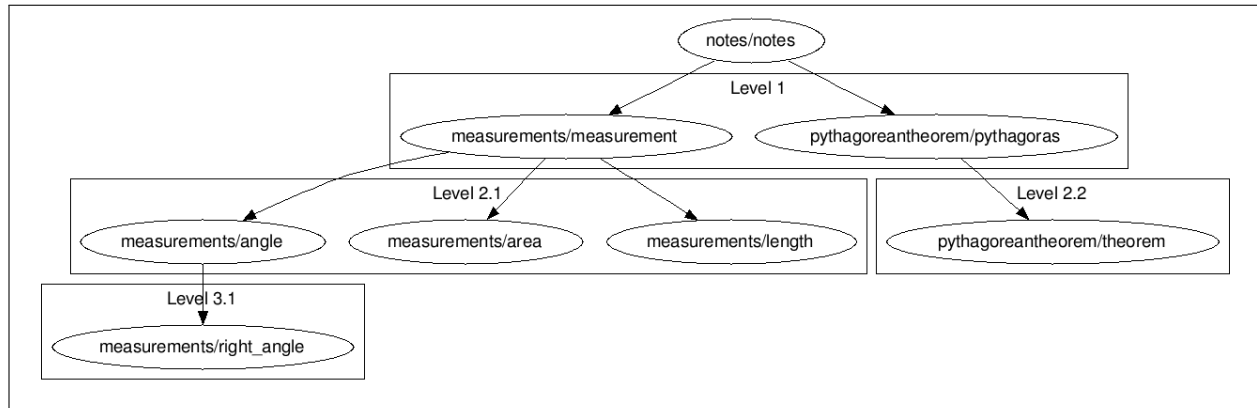 notes/notes
Level 1
measurements/measurement
pythagoreantheorem/pythagoras
Level 2.1
Level 2.2
measurements/angle
measurements/area
measurements/length
pythagoreantheorem/theorem
Level 3.1
measurements/right_angle